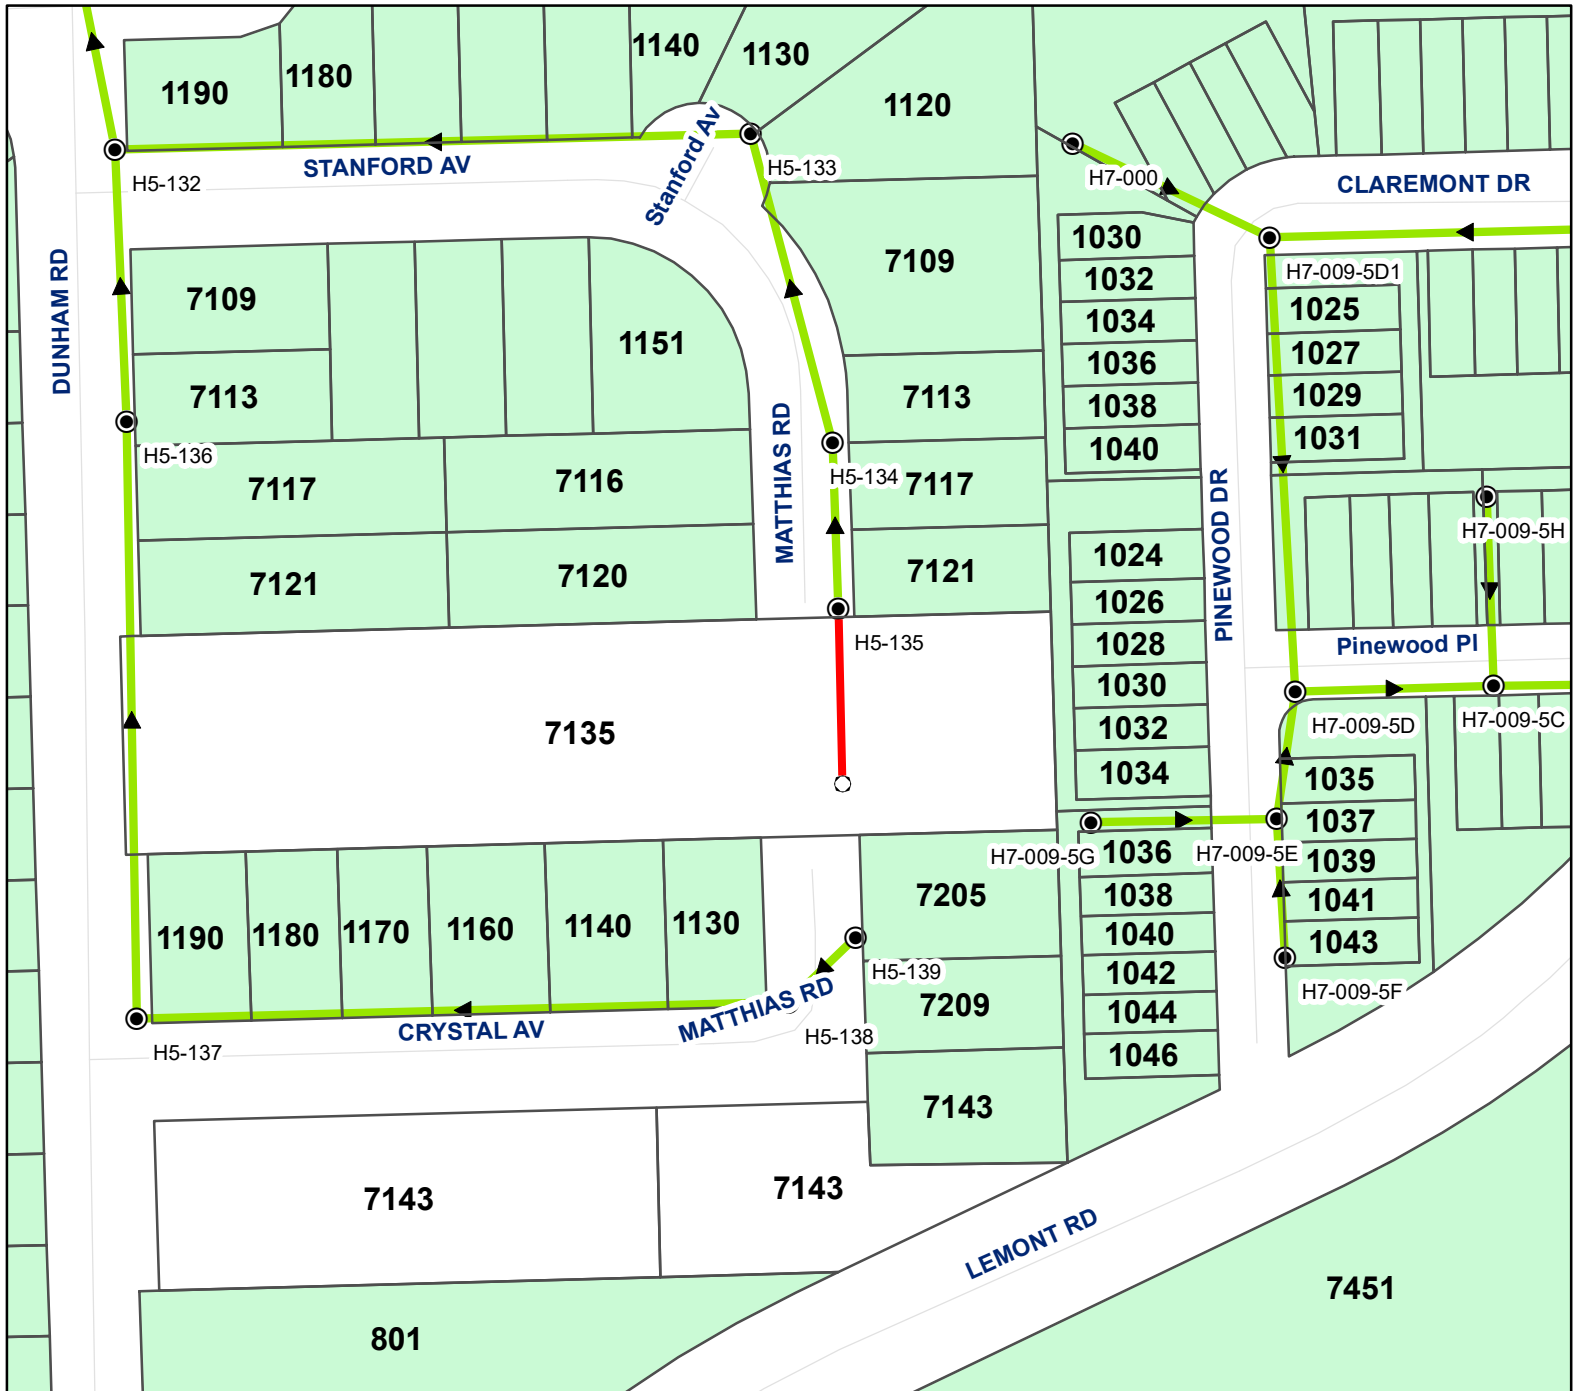 1140
1130
1180
1190
1120
STANFORD AV
Stanford Av
H5-133
H5-132
H7-000
CLAREMONT DR
1030
7109
H7-009-5D1
1032
7109
1025
DUNHAM RD
1034
1151
1027
1036
7113
7113
1029
1038
1031
1040
H5-136
MATTHIAS RD
H5-134
7117
7117
7116
H7-009-5H
PINEWOOD DR
1024
7121
7120
7121
1026
H5-135
1028
Pinewood Pl
1030
7135
1032
H7-009-5D
H7-009-5C
1034
1035
1037
H7-009-5G
1036
H7-009-5E
1039
7205
1038
1041
1190
1180
1170
1160
1140
1130
1040
1043
H5-139
1042
H7-009-5F
7209
MATTHIAS RD
1044
CRYSTAL AV
H5-138
H5-137
1046
7143
7143
7143
LEMONT RD
7451
801